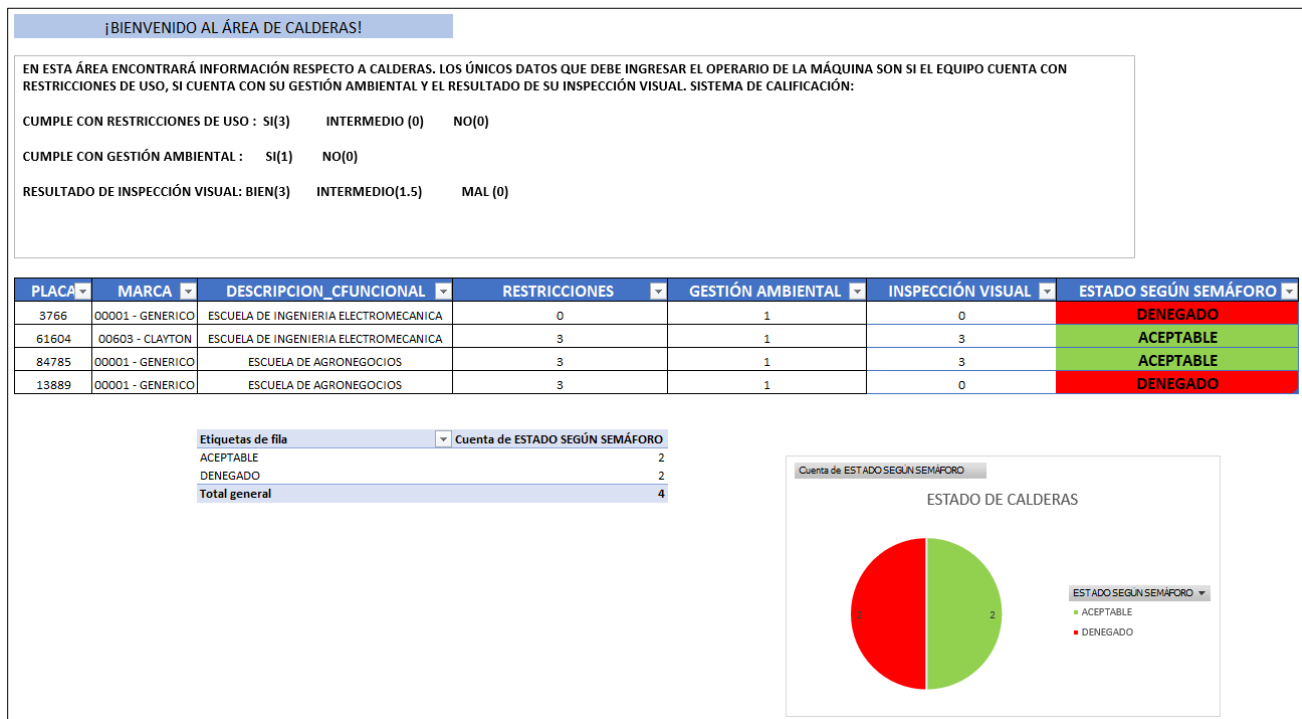 ¡BIENVENIDO AL ÁREA DE CALDERAS!
EN ESTA ÁREA ENCONTRARÁ INFORMACIÓN RESPECTO A CALDERAS. LOS ÚNICOS DATOS QUE DEBE INGRESAR EL OPERARIO DE LA MÁQUINA SON SI EL EQUIPO CUENTA CON
RESTRICCIONES DE USO, SI CUENTA CON SU GESTIÓN AMBIENTAL Y EL RESULTADO DE SU INSPECCIÓN VISUAL. SISTEMA DE CALIFICACIÓN:
CUMPLE CON RESTRICCIONES DE USO : SI(3) INTERMEDIO (0) NO(0)
CUMPLE CON GESTIÓN AMBIENTAL : SI(1) NO(0)
RESULTADO DE INSPECCIÓN VISUAL: BIEN(3) INTERMEDIO(1.5) MAL (0)
PLACA MARCA DESCRIPCION_CFUNCIONAL RESTRICCIONES GESTIÓN AMBIENTAL INSPECCIÓN VISUAL ESTADO SEGÚN SEMÁFORO
3766 00001 - GENERICO ESCUELA DE INGENIERIA ELECTROMECANICA 0 1 0 DENEGADO
61604 00603 - CLAYTON ESCUELA DE INGENIERIA ELECTROMECANICA 3 1 3 ACEPTABLE
84785 00001 - GENERICO ESCUELA DE AGRONEGOCIOS 3 1 3 ACEPTABLE
13889 00001 - GENERICO ESCUELA DE AGRONEGOCIOS 3 1 0 DENEGADO
Etiquetas de fila Cuenta de ESTADO SEGÚN SEMÁFORO
ACEPTABLE 2
DENEGADO 2
Total general 4
Cuenta de ESTADO SEGÚN SEMÁFORO
ESTADO DE CALDERAS
2 2
ESTADO SEGÚN SEMÁFORO
ACEPTABLE
DENEGADO